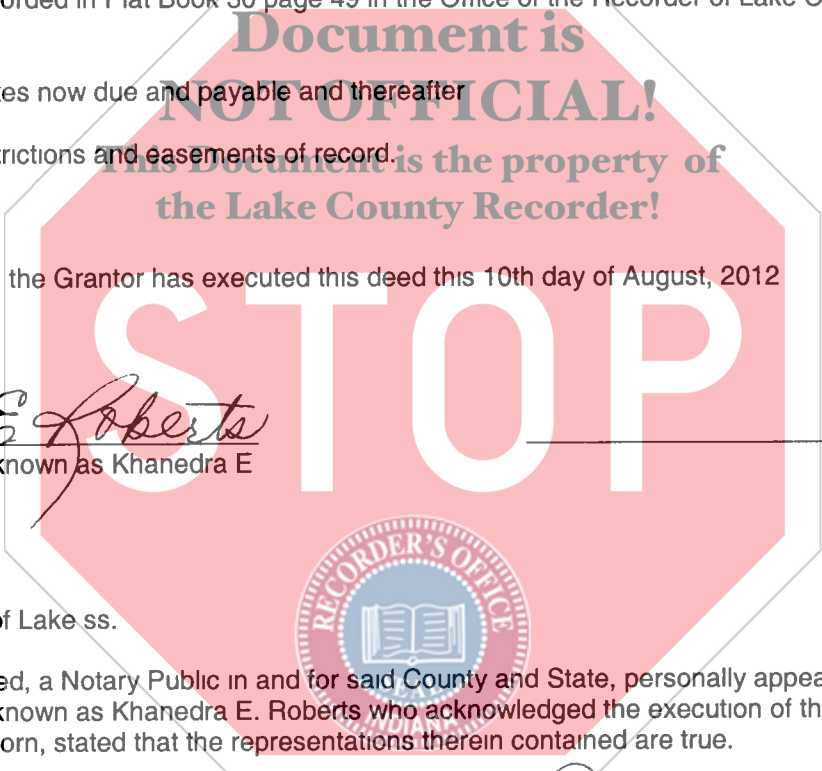 orded in Plat Book 30 page 49 in the Office of the Recorder of Lake C
Document is
es now due and payable and thereafter
NOT OFFICIAL!
rictions and easements of record.
This Document is the property of
the Lake County Recorder!
the Grantor has executed this deed this 10th day of August, 2012
STOP
E Roberts
known as Khanedra E
RECORDER'S OFFICE
of Lake ss.
SEAL
ed, a Notary Public in and for said County and State, personally appea
known as Khanedra E. Roberts who acknowledged the execution of th
INDIANA
orn, stated that the representations therein contained are true.